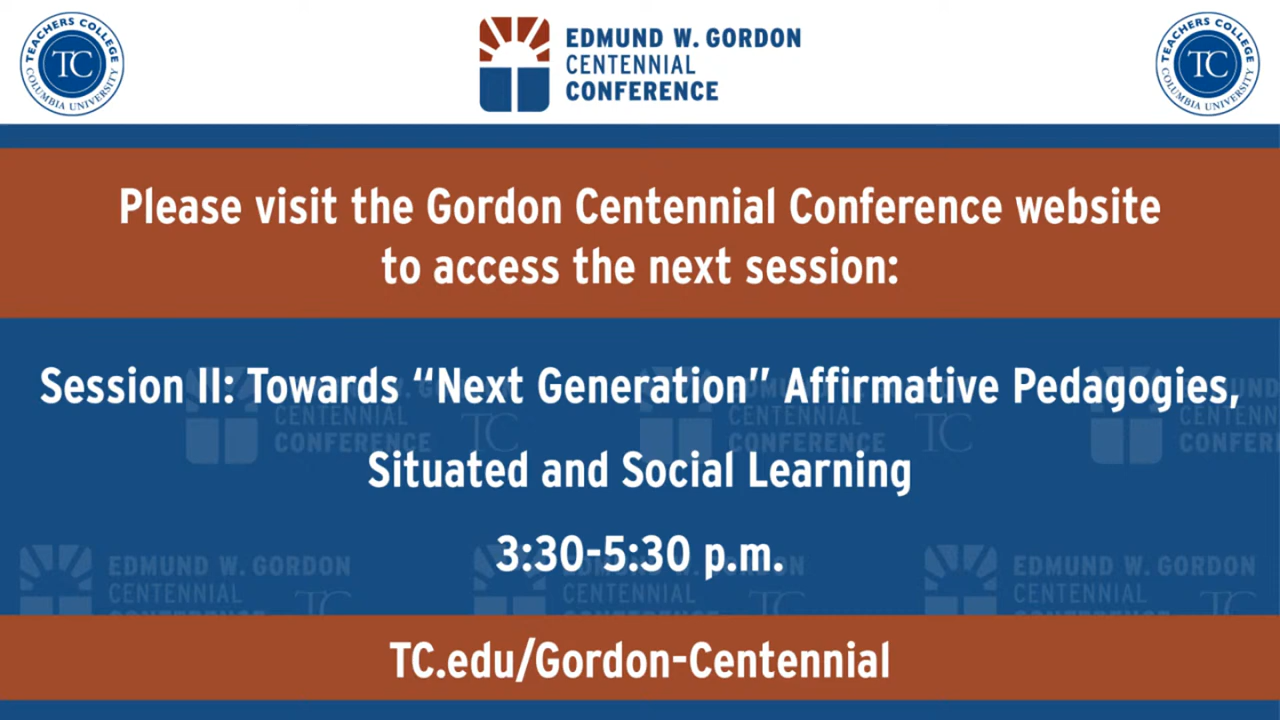 TEACHERS COLLEGE
TC
COLUMBIA UNIVERSITY
EDMUND W. GORDON
CENTENNIAL
CONFERENCE
TEACHERS COLLEGE
TC
COLUMBIA UNIVERSITY
Please visit the Gordon Centennial Conference website
to access the next session:
Session II: Towards “Next Generation” Affirmative Pedagogies,
Situated and Social Learning
3:30-5:30 p.m.
TC.edu/Gordon-Centennial